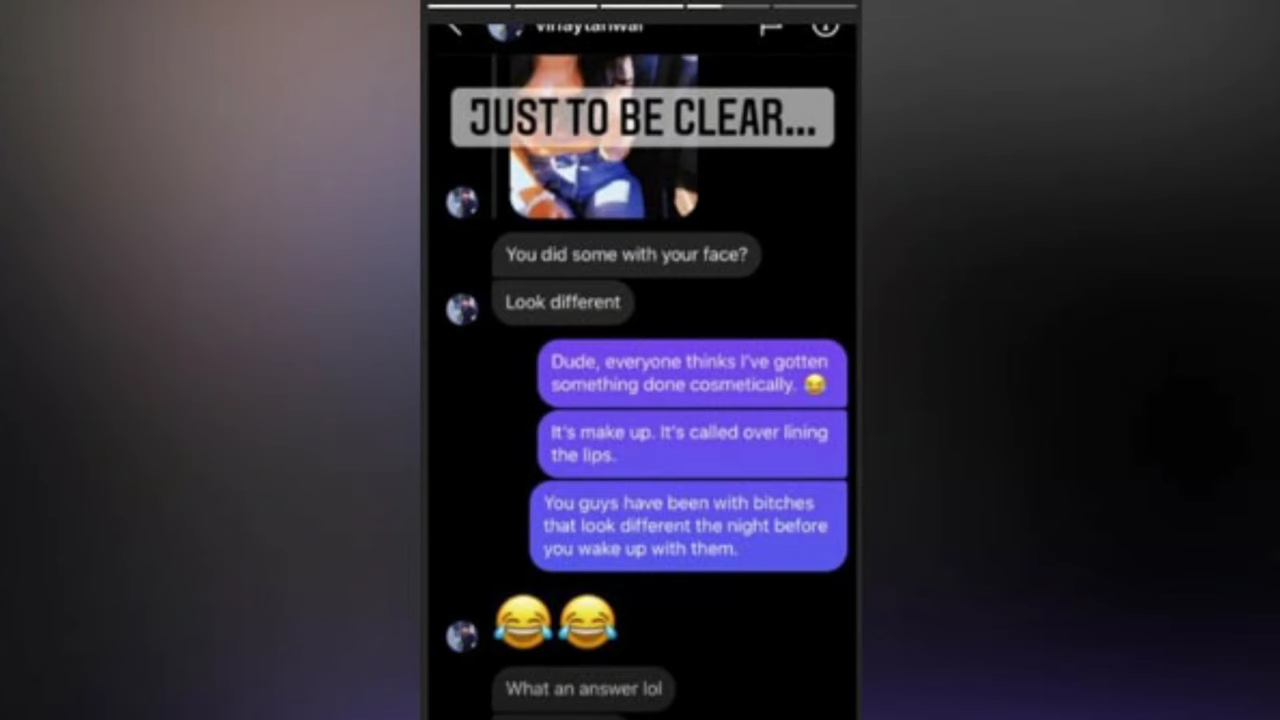 JUST TO BE CLEAR...
You did some with your face?
Look different
Dude, everyone thinks I've gotten
something done cosmetically. 😂
It's make up. It's called over lining
the lips.
You guys have been with bitches
that look different the night before
you wake up with them.
😂😂
What an answer lol